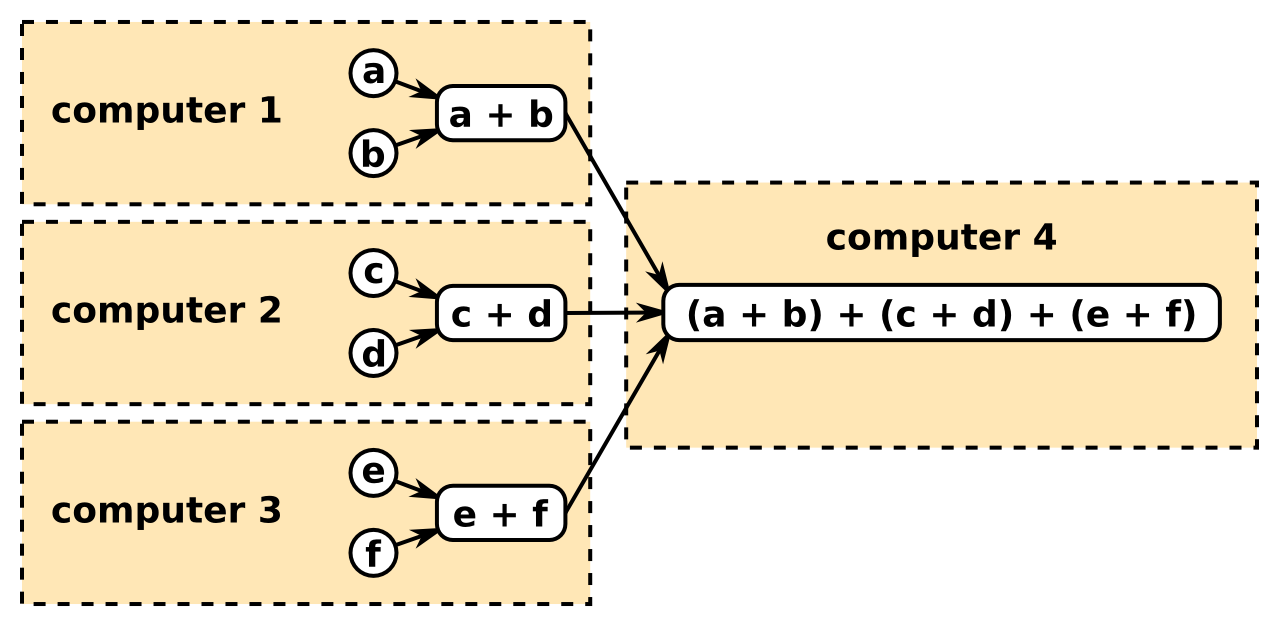 computer 1
a
b
a + b
computer 2
c
d
c + d
computer 3
e
f
e + f
computer 4
(a + b) + (c + d) + (e + f)